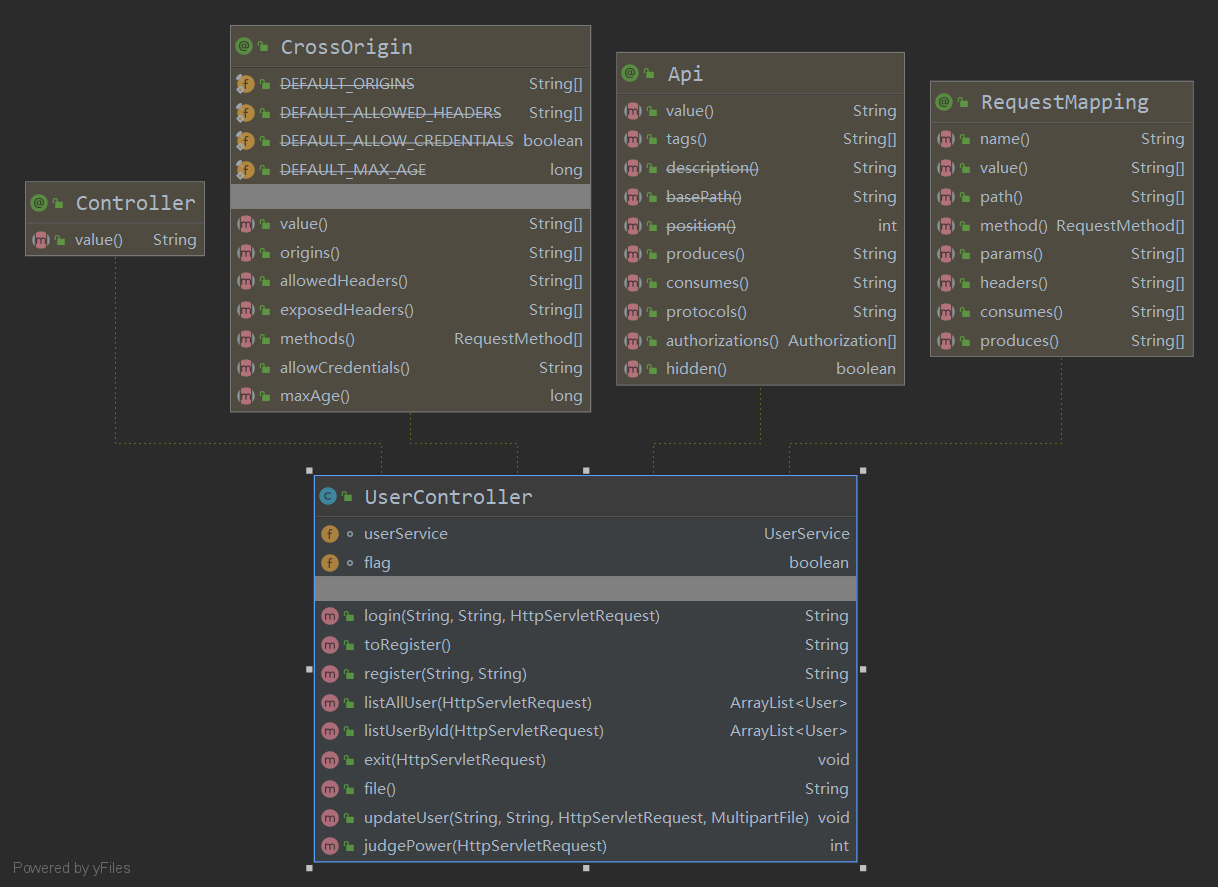 Controller
value() String
CrossOrigin
DEFAULT_ORIGINS String[]
DEFAULT_ALLOWED_HEADERS String[]
DEFAULT_ALLOW_CREDENTIALS boolean
DEFAULT_MAX_AGE long
value() String[]
origins() String[]
allowedHeaders() String[]
exposedHeaders() String[]
methods() RequestMethod[]
allowCredentials() String
maxAge() long
Api
value() String
tags() String[]
description() String
basePath() String
position() int
produces() String
consumes() String
protocols() String
authorizations() Authorization[]
hidden() boolean
RequestMapping
name() String
value() String[]
path() String[]
method() RequestMethod[]
params() String[]
headers() String[]
consumes() String[]
produces() String[]
UserController
userService UserService
flag boolean
login(String, String, HttpServletRequest) String
toRegister() String
register(String, String) String
listAllUser(HttpServletRequest) ArrayList<User>
listUserById(HttpServletRequest) ArrayList<User>
exit(HttpServletRequest) void
file() String
updateUser(String, String, HttpServletRequest, MultipartFile) void
judgePower(HttpServletRequest) int
Powered by yFiles